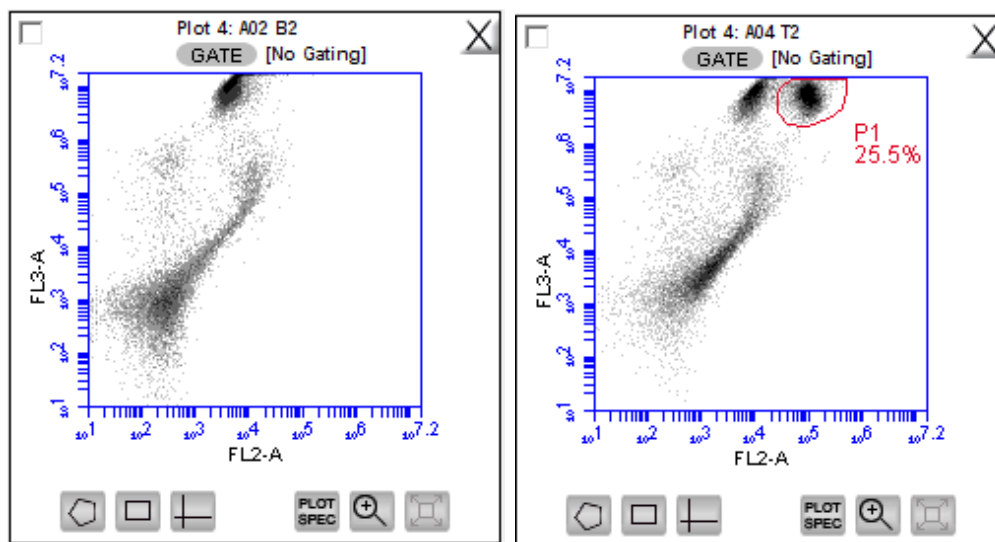 Plot 4: A02 B2
GATE [No Gating]
FL3-A
10^7.2
10^6
10^5
10^4
10^3
10^2
10^1
10^1 10^2 10^3 10^4 10^5 10^6 10^7.2
FL2-A
PLOT
SPEC
Plot 4: A04 T2
GATE [No Gating]
P1
25.5%
FL3-A
10^7.2
10^6
10^5
10^4
10^3
10^2
10^1
10^1 10^2 10^3 10^4 10^5 10^6 10^7.2
FL2-A
PLOT
SPEC